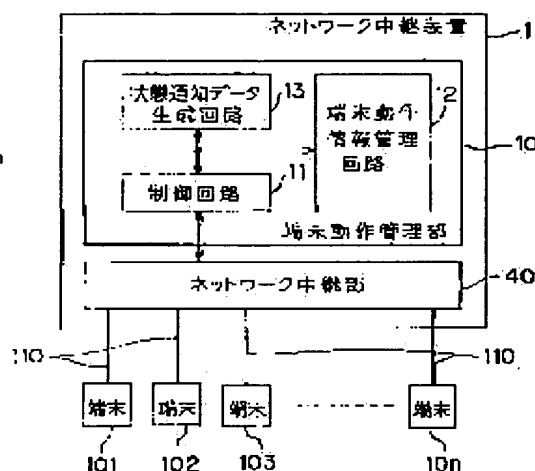 ネットワーク中継装置
1
状態通知データ
生成回路
13
端末動作
情報管理
回路
12
10
制御回路
11
端末動作管理部
ネットワーク中継部
40
110
110
端末
端末
端末
端末
101
102
103
10n